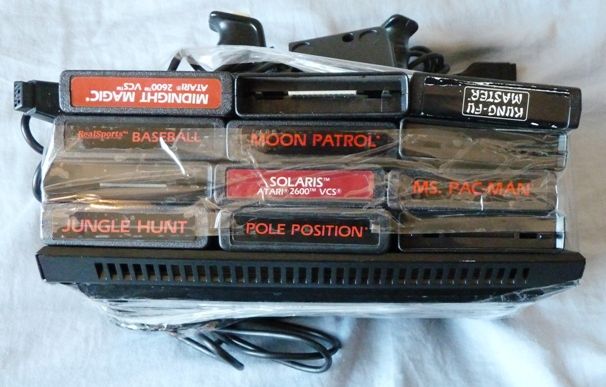 MIDNIGHT MAGIC™
ATARI® 2600™ VCS™
KUNG-FU
MASTER
RealSports™ BASEBALL
MOON PATROL
SOLARIS™
ATARI® 2600™ VCS®
MS. PAC-MAN
JUNGLE HUNT
POLE POSITION